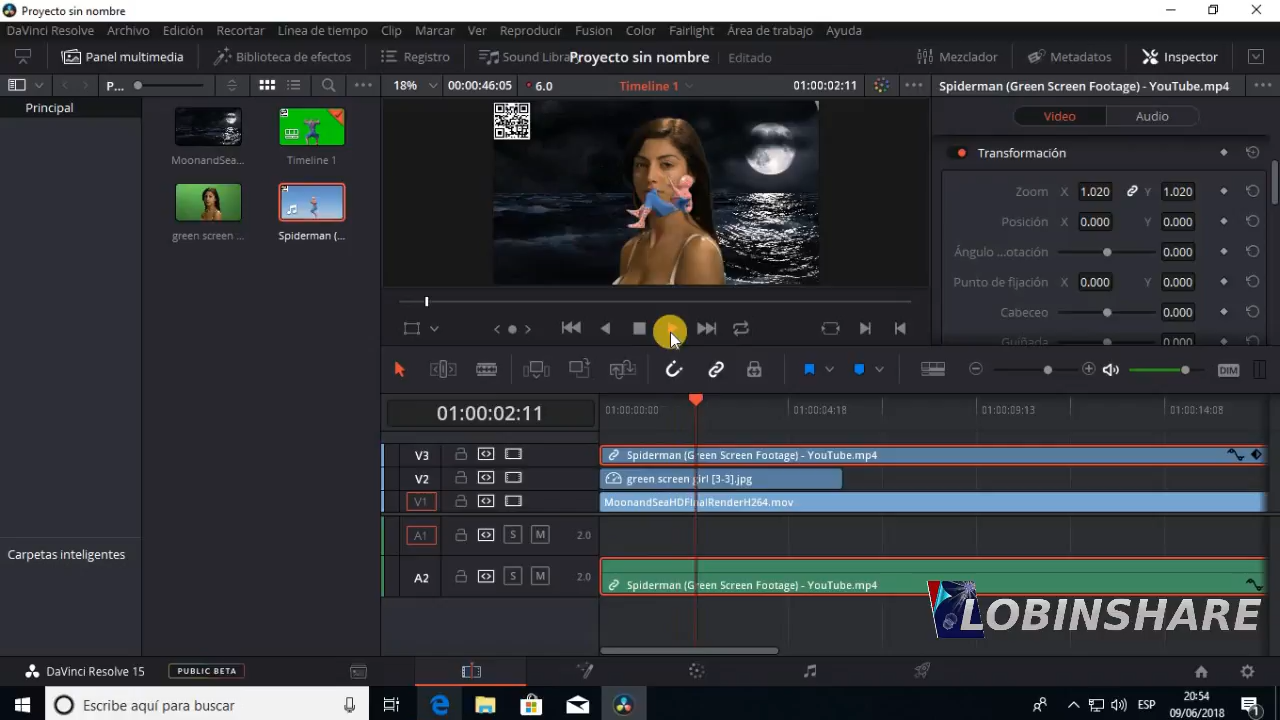 Proyecto sin nombre
DaVinci Resolve Archivo Edición Recortar Línea de tiempo Clip Marcar Ver Reproducir Fusion Color Fairlight Área de trabajo Ayuda
Panel multimedia Biblioteca de efectos Registro Sound Libra Proyecto sin nombre Editado Mezclador Metadatos Inspector
P... 18% 00:00:46:05 6.0 Timeline 1 01:00:02:11 Spiderman (Green Screen Footage) - YouTube.mp4
Principal
Video Audio
MoonandSea... Timeline 1
Transformación
Zoom X 1.020 Y 1.020
green screen ... Spiderman (...
Posición X 0.000 Y 0.000
Ángulo ...otación 0.000
Punto de fijación X 0.000 Y 0.000
Cabeceo 0.000
Guiñada 0.000
DIM
01:00:02:11 01:00:00:00 01:00:04:18 01:00:09:13 01:00:14:08
V3 Spiderman (Green Screen Footage) - YouTube.mp4
V2 green screen girl [3-3].jpg
V1 MoonandSeaHDFinalRenderH264.mov
A1 S M 2.0
Carpetas inteligentes
A2 S M 2.0 Spiderman (Green Screen Footage) - YouTube.mp4
LOBINSHARE
DaVinci Resolve 15 PUBLIC BETA
Escribe aquí para buscar
ESP
20:54
09/06/2018
1